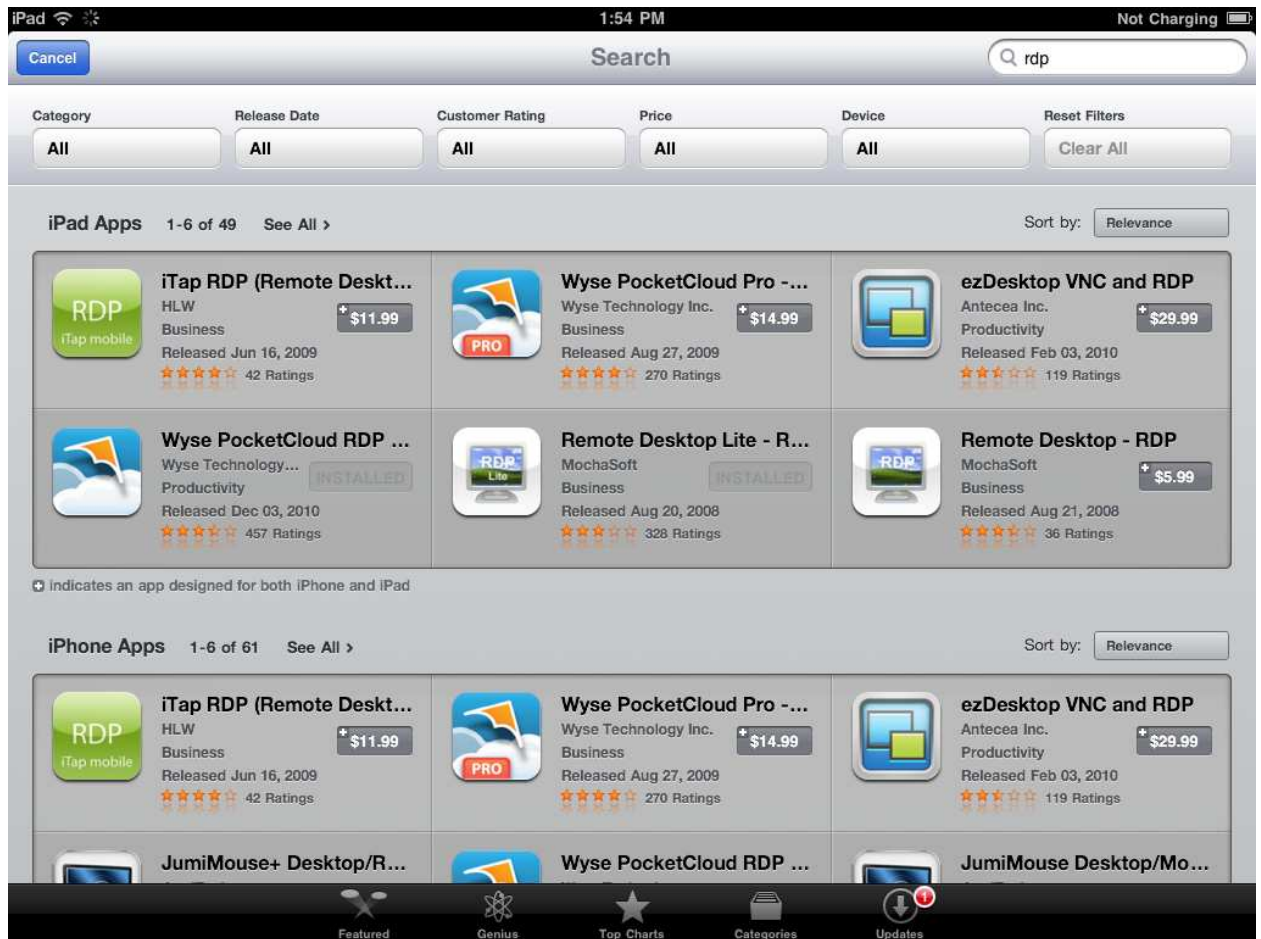 iPad 1:54 PM Not Charging
Cancel Search rdp
Category Release Date Customer Rating Price Device Reset Filters
All All All All All Clear All
iPad Apps 1-6 of 49 See All › Sort by: Relevance
RDP
iTap mobile
iTap RDP (Remote Deskt...
HLW
$11.99
Business
Released Jun 16, 2009
42 Ratings
PRO
Wyse PocketCloud Pro -...
Wyse Technology Inc.
$14.99
Business
Released Aug 27, 2009
270 Ratings
ezDesktop VNC and RDP
Antecea Inc.
$29.99
Productivity
Released Feb 03, 2010
119 Ratings
Wyse PocketCloud RDP ...
Wyse Technology...
INSTALLED
Productivity
Released Dec 03, 2010
457 Ratings
RDP
Lite
Remote Desktop Lite - R...
MochaSoft
INSTALLED
Business
Released Aug 20, 2008
328 Ratings
RDP
Remote Desktop - RDP
MochaSoft
$5.99
Business
Released Aug 21, 2008
36 Ratings
indicates an app designed for both iPhone and iPad
iPhone Apps 1-6 of 61 See All › Sort by: Relevance
RDP
iTap mobile
iTap RDP (Remote Deskt...
HLW
$11.99
Business
Released Jun 16, 2009
42 Ratings
PRO
Wyse PocketCloud Pro -...
Wyse Technology Inc.
$14.99
Business
Released Aug 27, 2009
270 Ratings
ezDesktop VNC and RDP
Antecea Inc.
$29.99
Productivity
Released Feb 03, 2010
119 Ratings
JumiMouse+ Desktop/R...
Wyse PocketCloud RDP ...
JumiMouse Desktop/Mo...
1
Featured Genius Top Charts Categories Updates